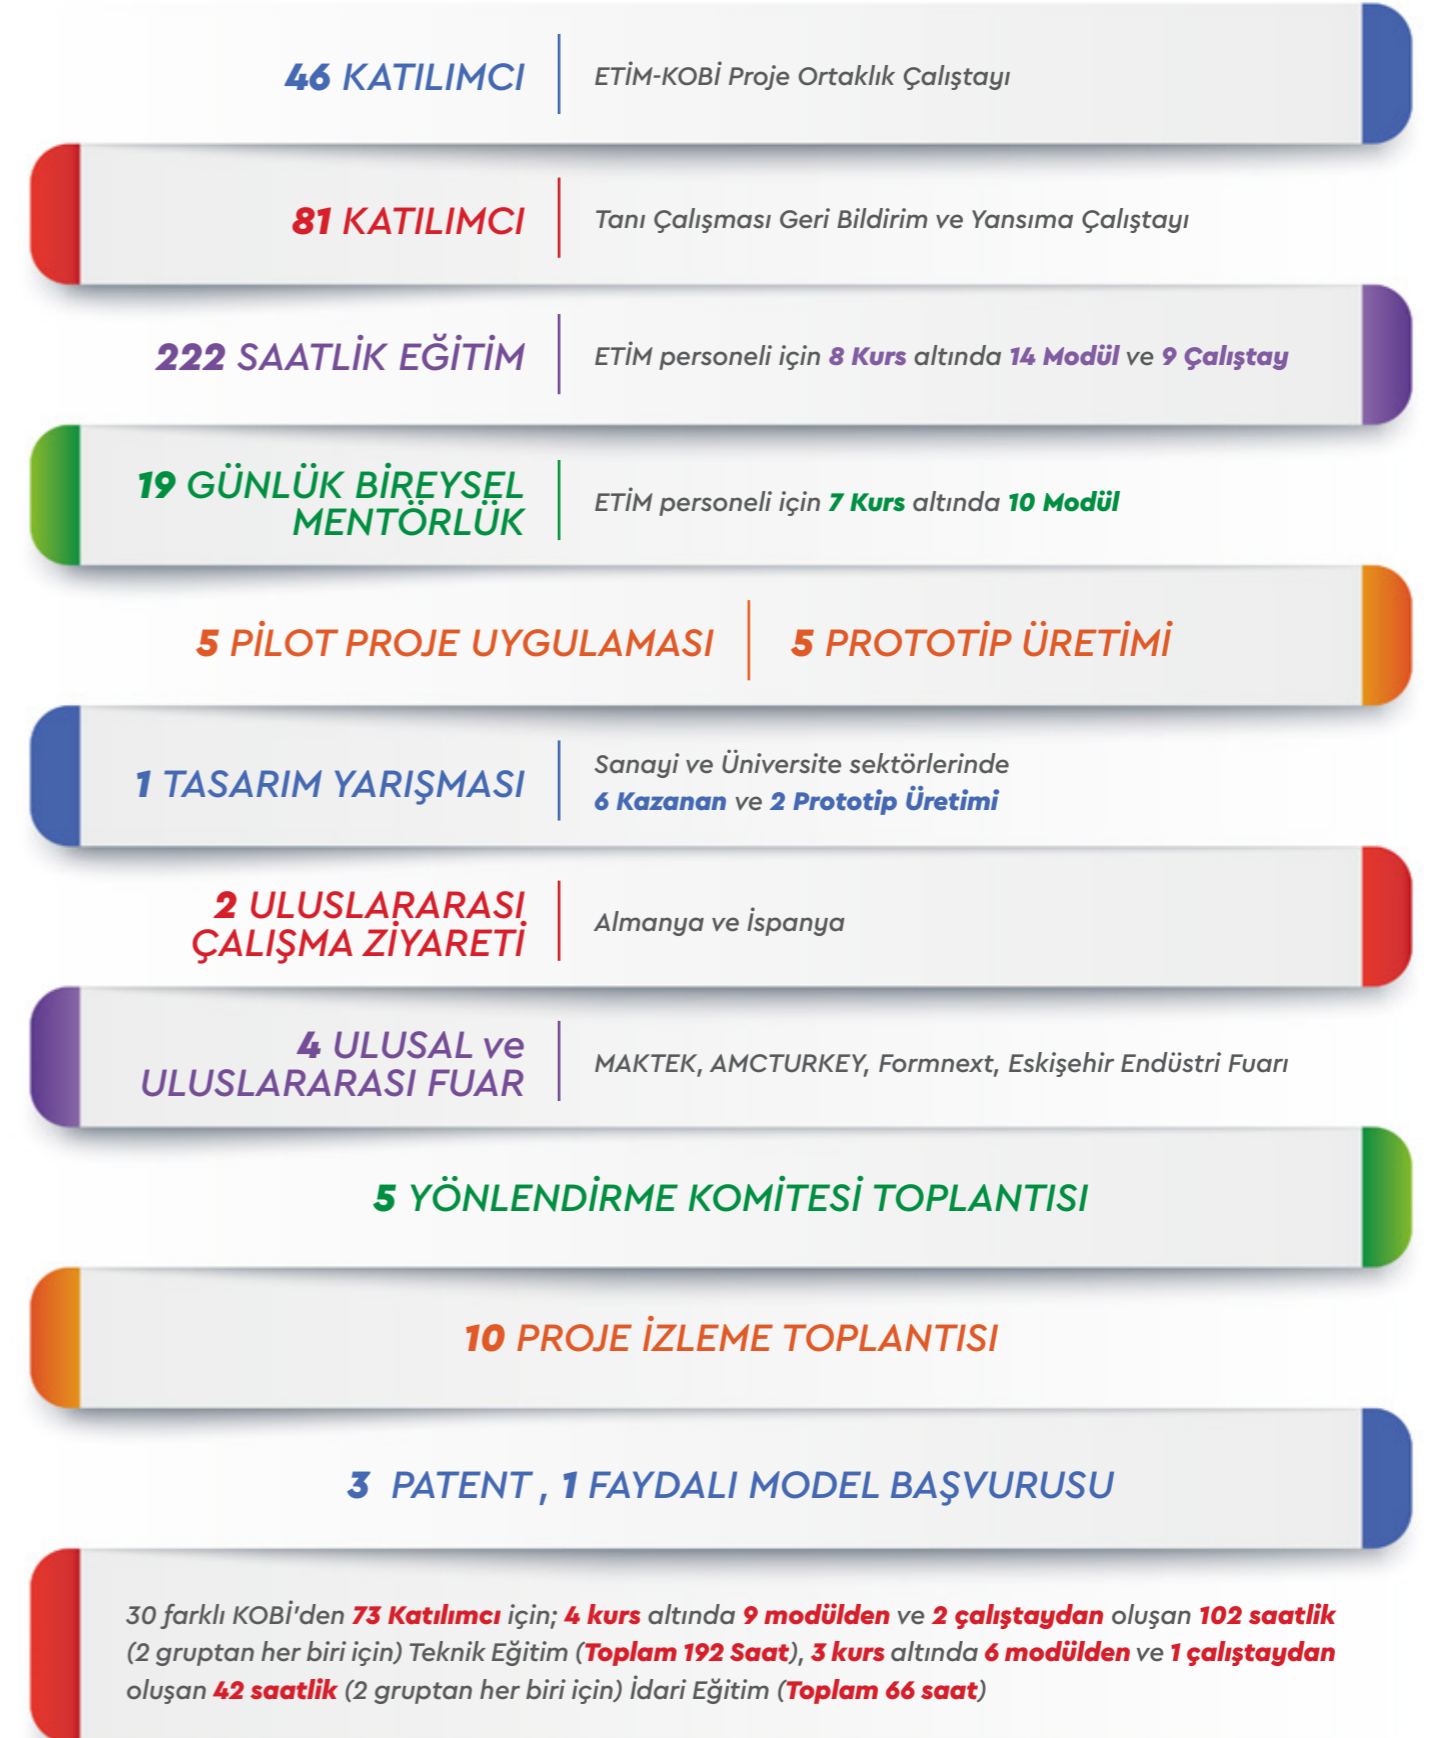 46 KATILIMCI
ETİM-KOBİ Proje Ortaklık Çalıştayı
81 KATILIMCI
Tanı Çalışması Geri Bildirim ve Yansıma Çalıştayı
222 SAATLİK EĞİTİM
ETİM personeli için 8 Kurs altında 14 Modül ve 9 Çalıştay
19 GÜNLÜK BİREYSEL
MENTÖRLÜK
ETİM personeli için 7 Kurs altında 10 Modül
5 PİLOT PROJE UYGULAMASI
5 PROTOTİP ÜRETİMİ
1 TASARIM YARIŞMASI
Sanayi ve Üniversite sektörlerinde
6 Kazanan ve 2 Prototip Üretimi
2 ULUSLARARASI
ÇALIŞMA ZİYARETİ
Almanya ve İspanya
4 ULUSAL ve
ULUSLARARASI FUAR
MAKTEK, AMCTURKEY, Formnext, Eskişehir Endüstri Fuarı
5 YÖNLENDİRME KOMİTESİ TOPLANTISI
10 PROJE İZLEME TOPLANTISI
3 PATENT , 1 FAYDALI MODEL BAŞVURUSU
30 farklı KOBİ'den 73 Katılımcı için; 4 kurs altında 9 modülden ve 2 çalıştaydan oluşan 102 saatlik
(2 gruptan her biri için) Teknik Eğitim (Toplam 192 Saat), 3 kurs altında 6 modülden ve 1 çalıştaydan
oluşan 42 saatlik (2 gruptan her biri için) İdari Eğitim (Toplam 66 saat)